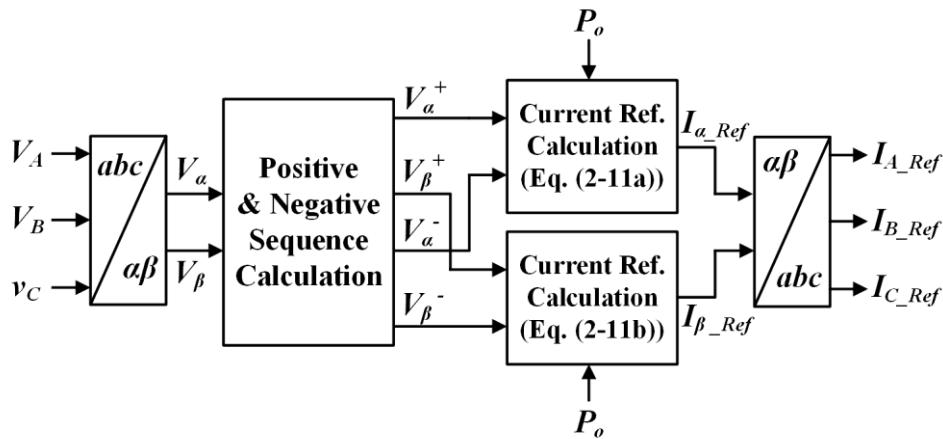 P_o
V_A
V_B
v_C
abc
αβ
V_α
V_β
Positive
& Negative
Sequence
Calculation
V_α^+
V_β^+
V_α^-
V_β^-
Current Ref.
Calculation
(Eq. (2-11a))
Current Ref.
Calculation
(Eq. (2-11b))
P_o
I_α_Ref
I_β_Ref
αβ
abc
I_A_Ref
I_B_Ref
I_C_Ref